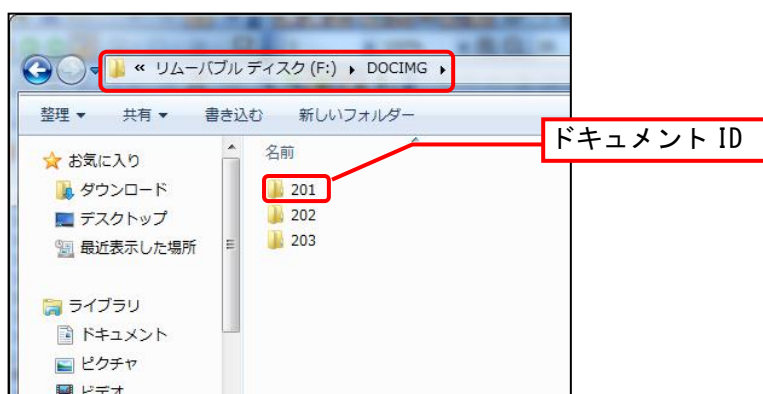 « リムーバブル ディスク (F:) ▸ DOCIMG ▸
整理 ▼ 共有 ▼ 書き込む 新しいフォルダー
ドキュメント ID
お気に入り
ダウンロード
デスクトップ
最近表示した場所
ライブラリ
ドキュメント
ピクチャ
ビデオ
名前
201
202
203